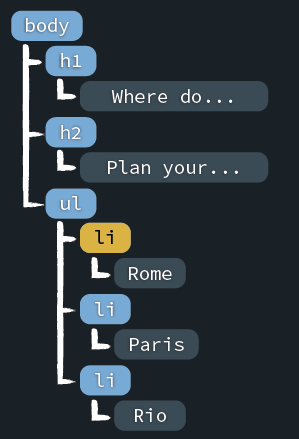 body
h1
Where do...
h2
Plan your...
ul
li
Rome
li
Paris
li
Rio